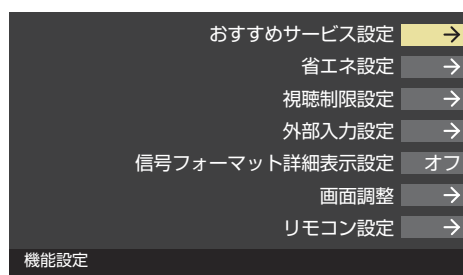 おすすめサービス設定 →
省エネ設定 →
視聴制限設定 →
外部入力設定 →
信号フォーマット詳細表示設定 オフ
画面調整 →
リモコン設定 →
機能設定